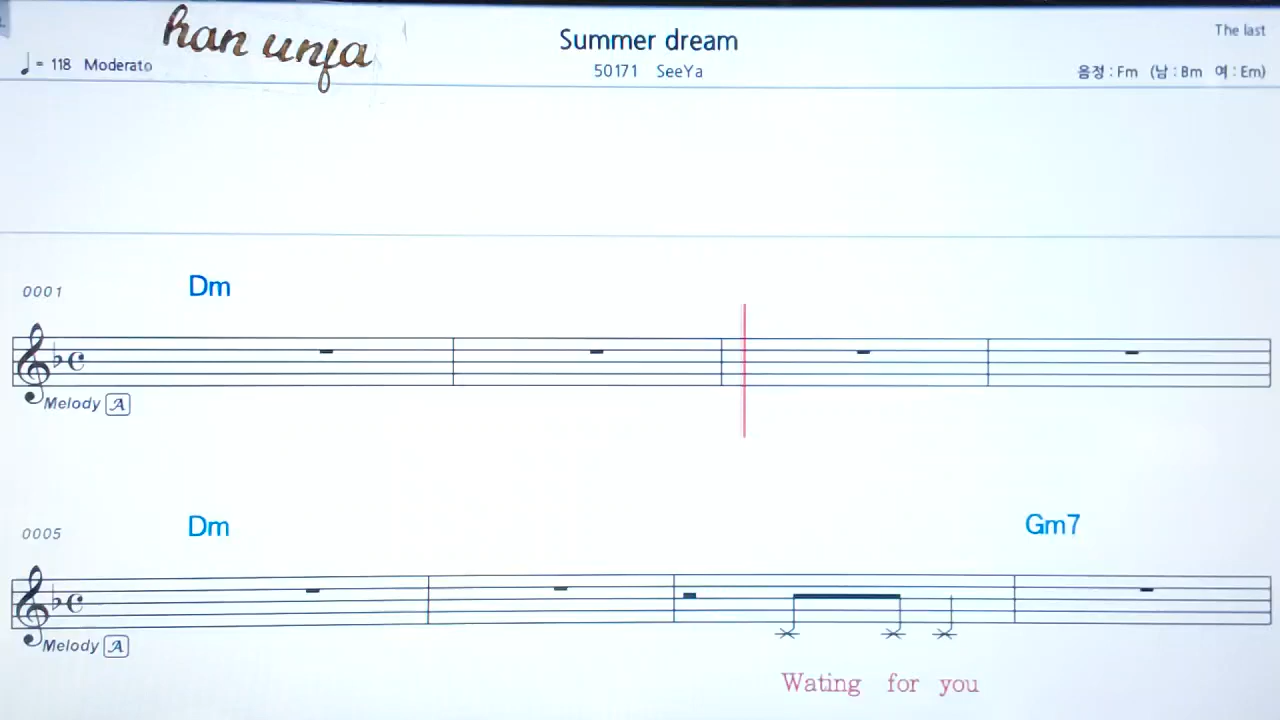 han unfa
Summer dream
The last
♩ = 118 Moderato
50171 SeeYa
음정 : Fm (남 : Bm 여 : Em)
0001
Dm
Melody A
0005
Dm
Gm7
Melody A
Wating for you